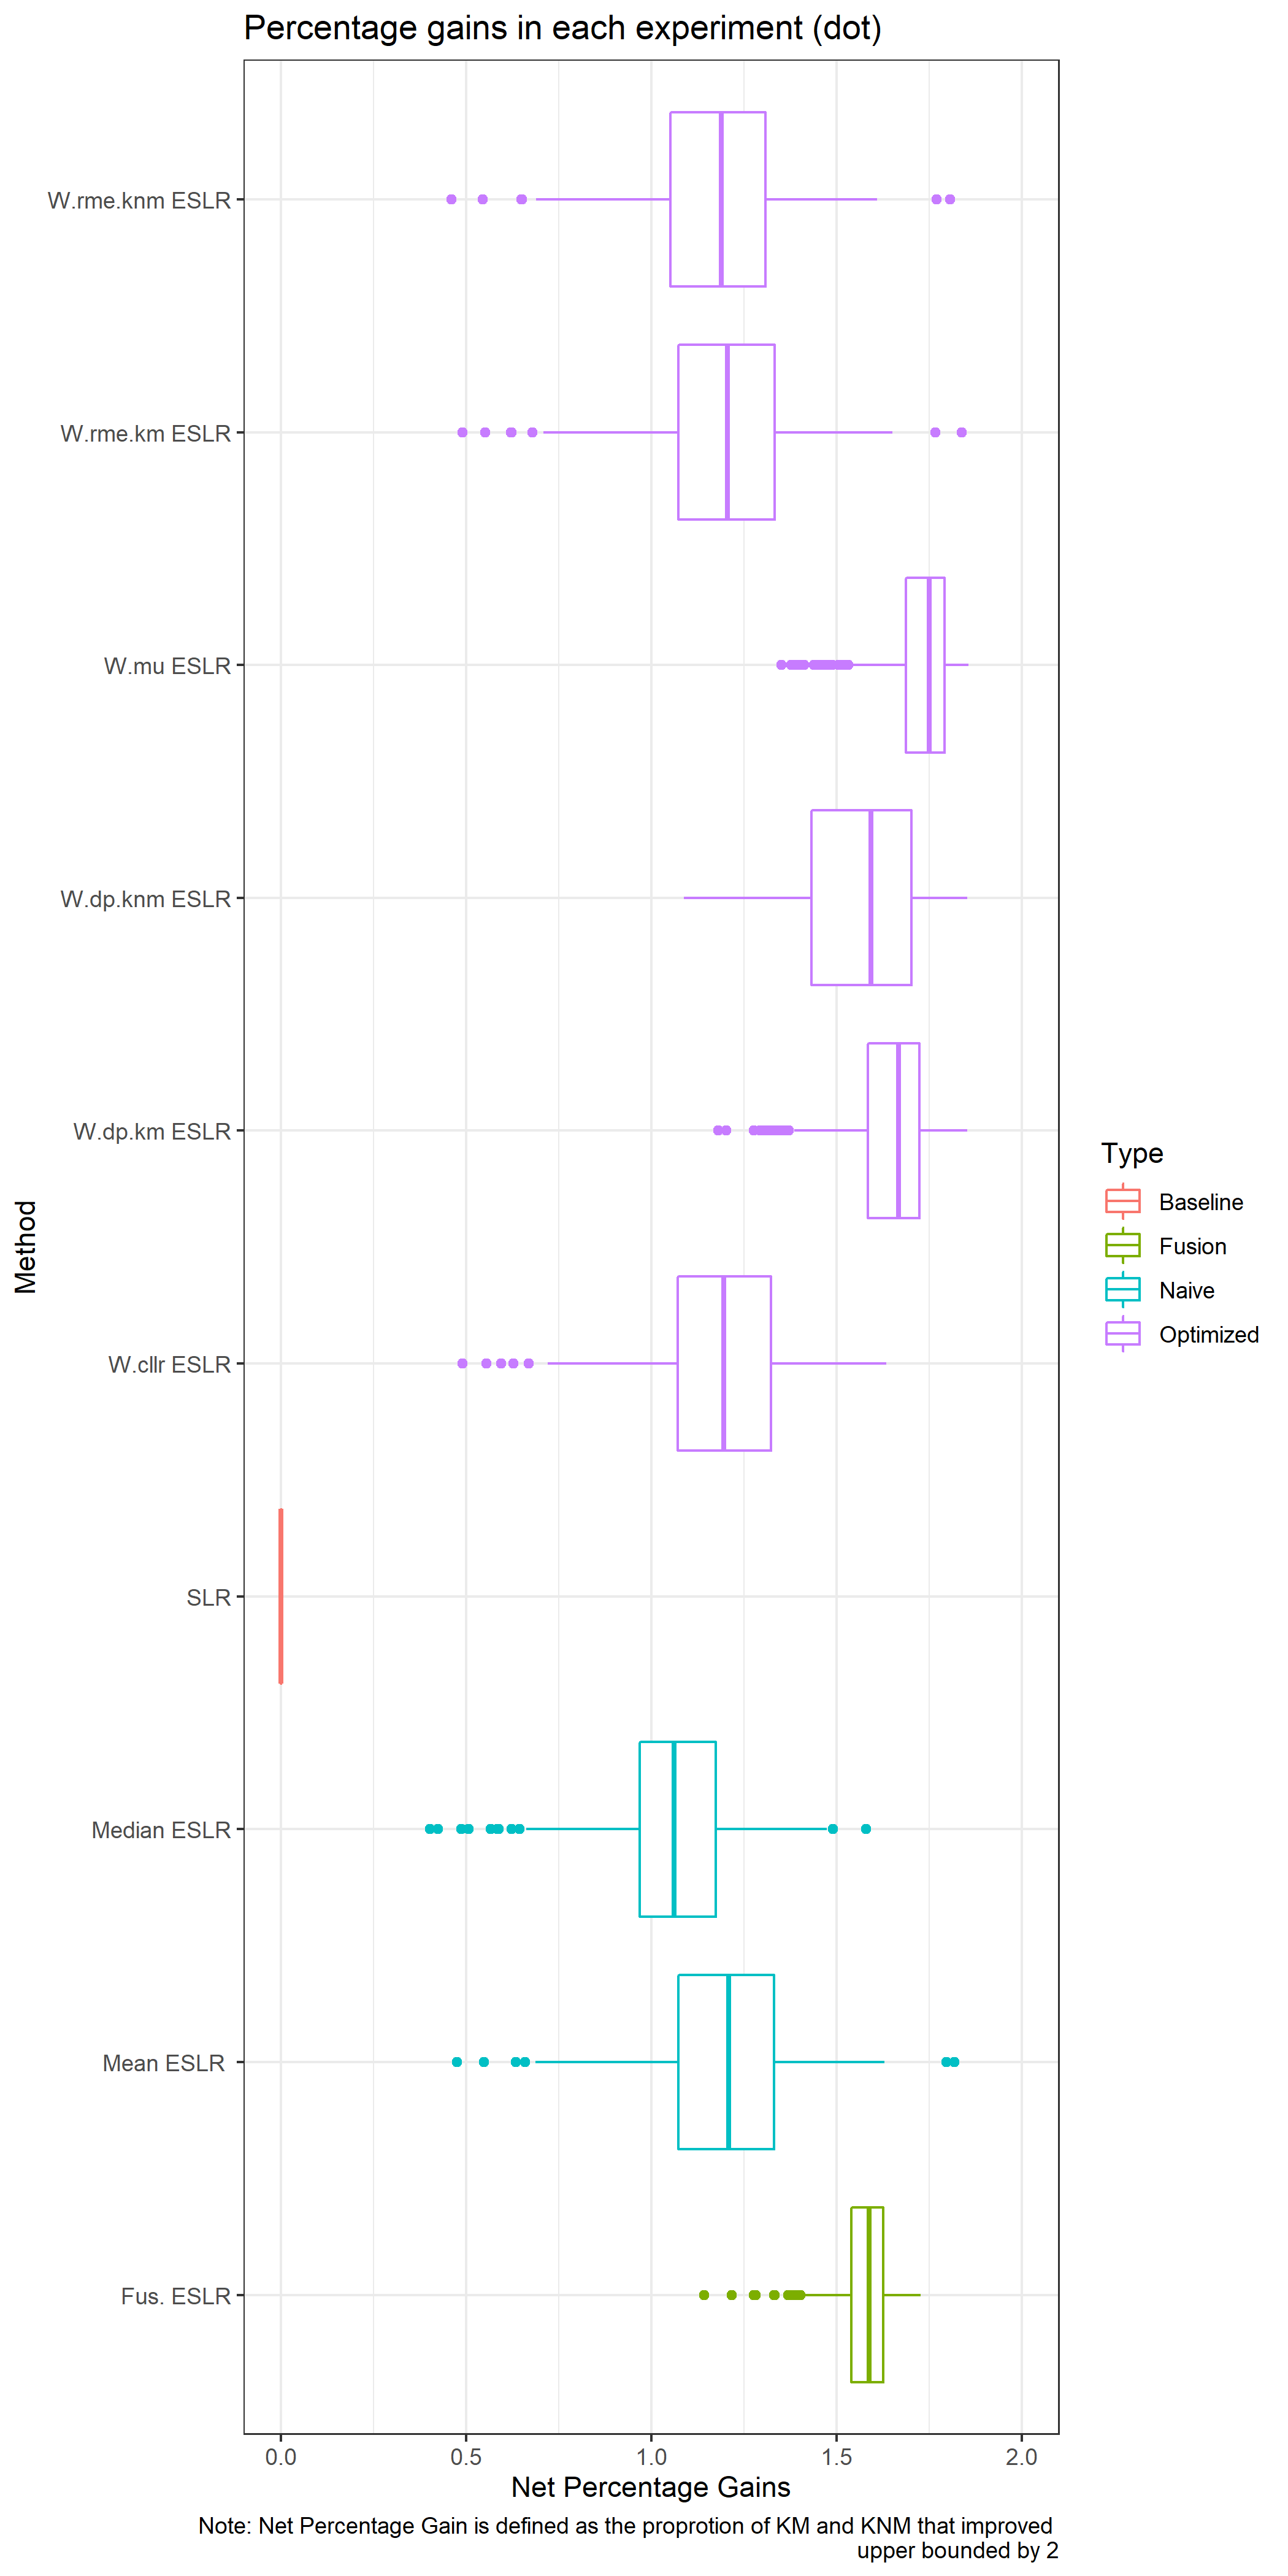 Percentage gains in each experiment (dot)
W.rme.knm ESLR
W.rme.km ESLR
W.mu ESLR
W.dp.knm ESLR
W.dp.km ESLR
W.cllr ESLR
SLR
Median ESLR
Mean ESLR
Fus. ESLR
Method
0.0
0.5
1.0
1.5
2.0
Net Percentage Gains
Note: Net Percentage Gain is defined as the proprotion of KM and KNM that improved
upper bounded by 2
Type
Baseline
Fusion
Naive
Optimized